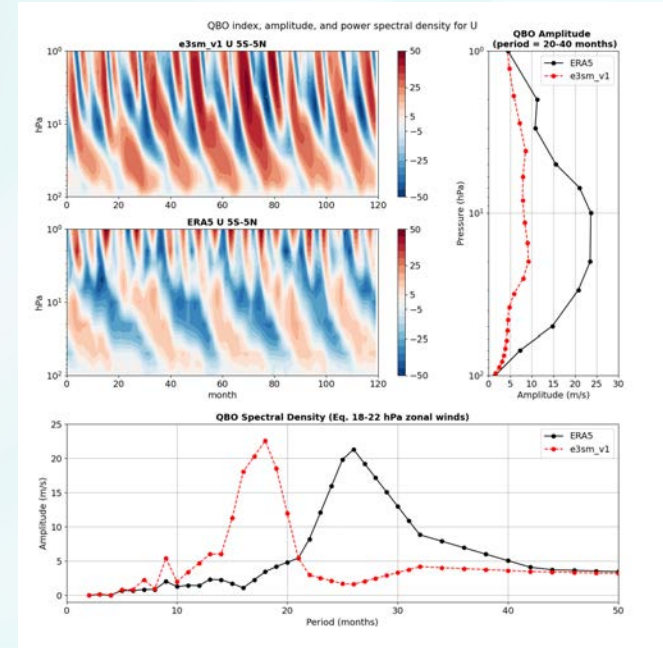 QBO index, amplitude, and power spectral density for U
e3sm_v1 U 5S-5N
hPa
10⁰
10¹
10²
0 20 40 60 80 100 120
month
50
25
5
−5
−25
−50
ERA5 U 5S-5N
hPa
10⁰
10¹
10²
0 20 40 60 80 100 120
month
50
25
5
−5
−25
−50
QBO Amplitude
(period = 20-40 months)
ERA5
e3sm_v1
Pressure (hPa)
10⁰
10¹
10²
0 5 10 15 20 25 30
Amplitude (m/s)
QBO Spectral Density (Eq. 18-22 hPa zonal winds)
ERA5
e3sm_v1
Amplitude (m/s)
25
20
15
10
5
0
0 10 20 30 40 50
Period (months)